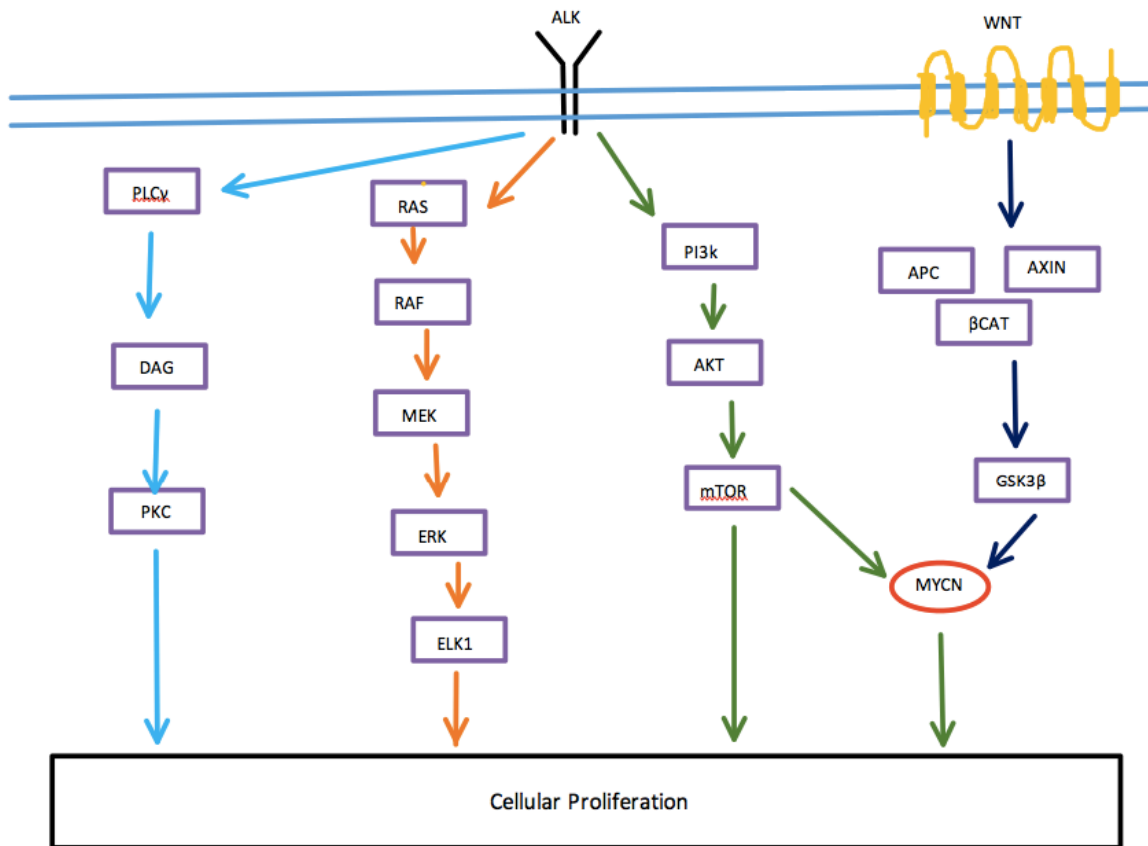 ALK
WNT
PLCγ
RAS
PI3k
APC
AXIN
βCAT
RAF
DAG
AKT
MEK
mTOR
GSK3β
PKC
ERK
MYCN
ELK1
Cellular Proliferation